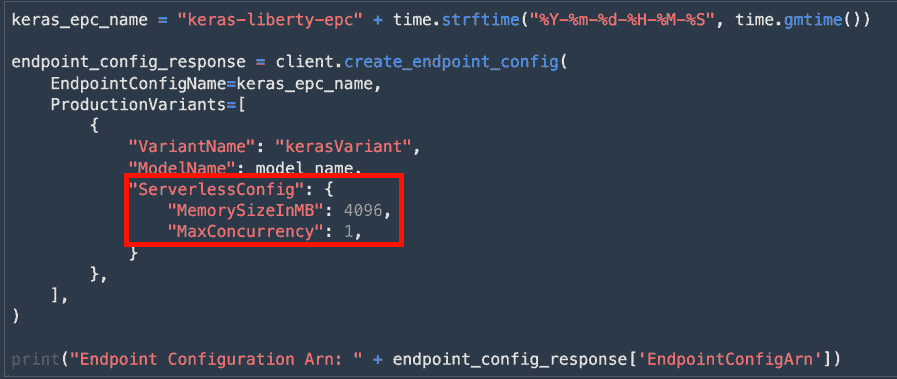 keras_epc_name = "keras-liberty-epc" + time.strftime("%Y-%m-%d-%H-%M-%S", time.gmtime())
endpoint_config_response = client.create_endpoint_config(
    EndpointConfigName=keras_epc_name,
    ProductionVariants=[
        {
            "VariantName": "kerasVariant",
            "ModelName": model_name,
            "ServerlessConfig": {
                "MemorySizeInMB": 4096,
                "MaxConcurrency": 1,
            }
        },
    ],
)
print("Endpoint Configuration Arn: " + endpoint_config_response['EndpointConfigArn'])